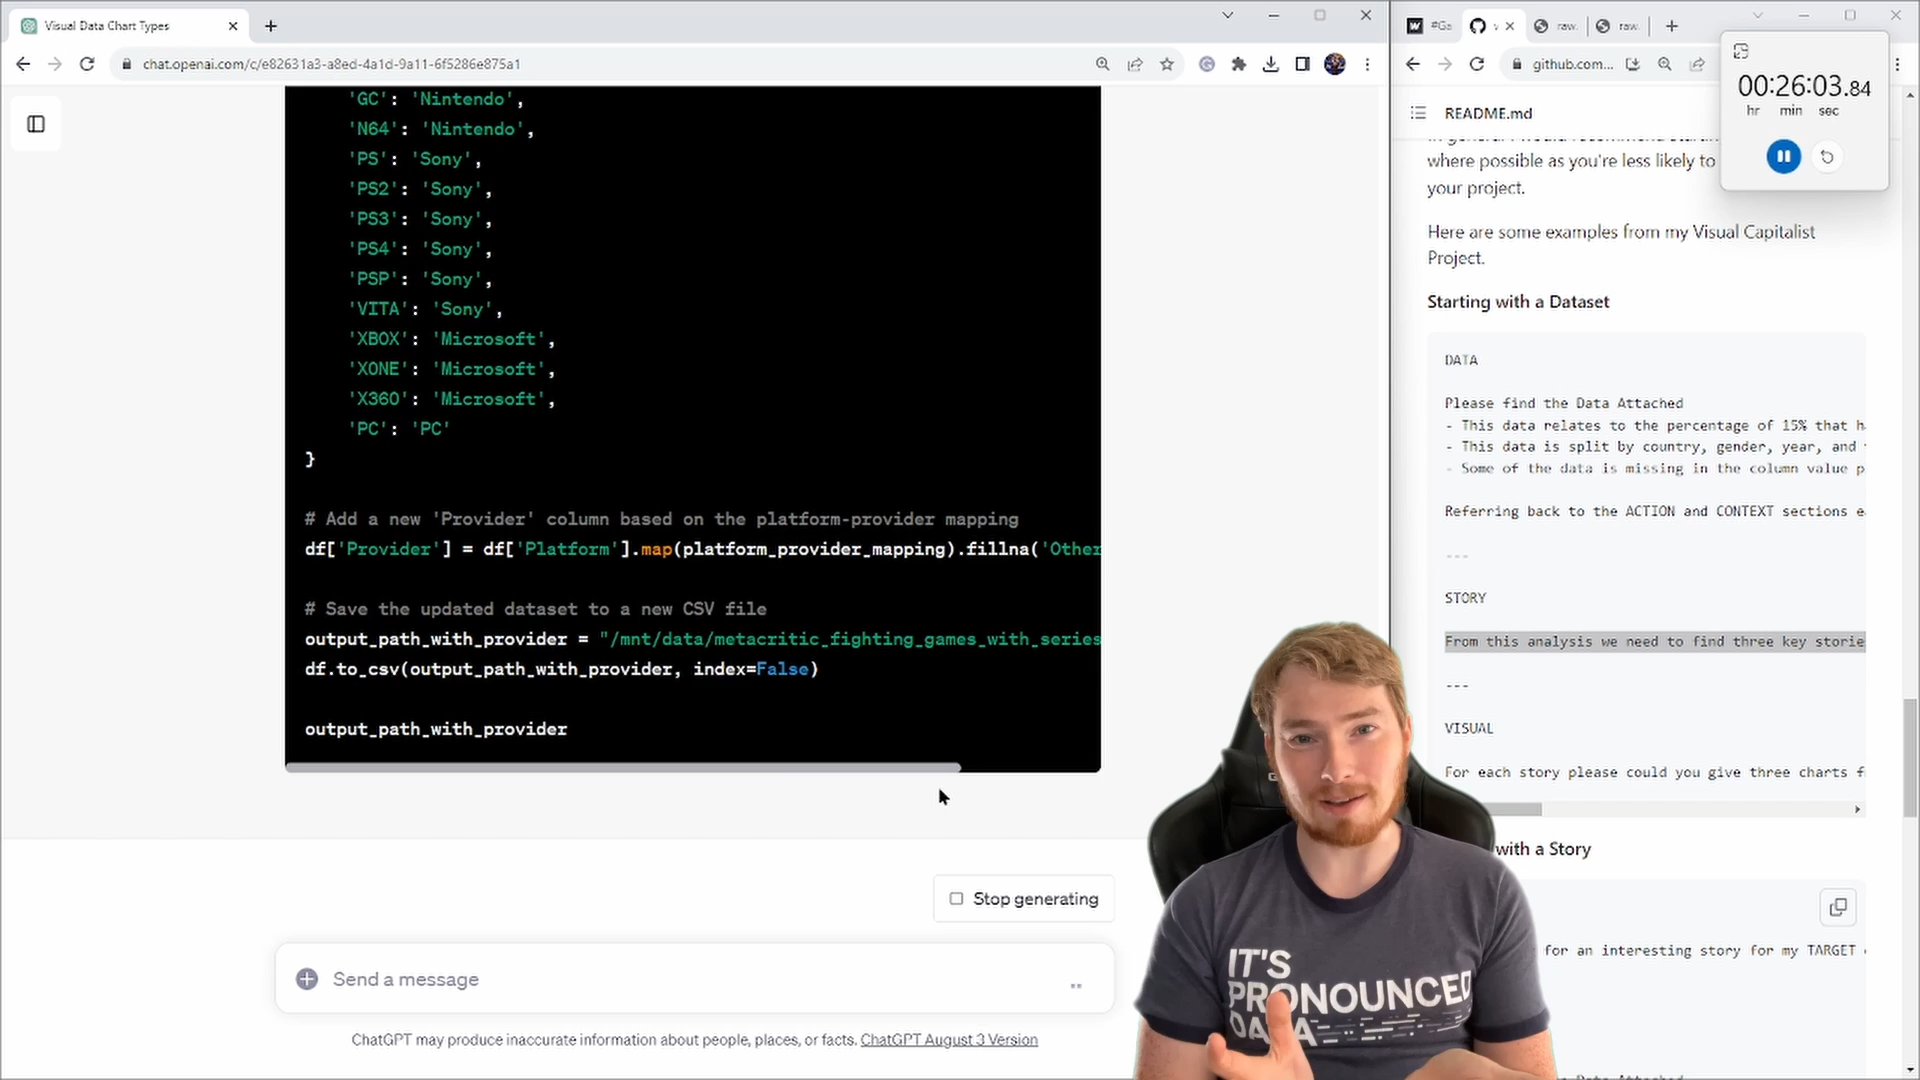 Visual Data Chart Types
chat.openai.com/c/e82631a3-a8ed-4a1d-9a11-6f5286e875a1
'GC': 'Nintendo',
'N64': 'Nintendo',
'PS': 'Sony',
'PS2': 'Sony',
'PS3': 'Sony',
'PS4': 'Sony',
'PSP': 'Sony',
'VITA': 'Sony',
'XBOX': 'Microsoft',
'XONE': 'Microsoft',
'X360': 'Microsoft',
'PC': 'PC'
}
# Add a new 'Provider' column based on the platform-provider mapping
df['Provider'] = df['Platform'].map(platform_provider_mapping).fillna('Other
# Save the updated dataset to a new CSV file
output_path_with_provider = "/mnt/data/metacritic_fighting_games_with_series
df.to_csv(output_path_with_provider, index=False)
output_path_with_provider
Stop generating
Send a message
ChatGPT may produce inaccurate information about people, places, or facts. ChatGPT August 3 Version
#Ga
raw.
raw.
github.com...
00:26:03.84
hr min sec
README.md
where possible as you're less likely to
your project.
Here are some examples from my Visual Capitalist
Project.
Starting with a Dataset
DATA
Please find the Data Attached
- This data relates to the percentage of 15% that h
- This data is split by country, gender, year, and
- Some of the data is missing in the column value p
Referring back to the ACTION and CONTEXT sections
---
STORY
From this analysis we need to find three key storie
---
VISUAL
For each story please could you give three charts f
with a Story
for an interesting story for my TARGET
IT'S
PRONOUNCED
DATA